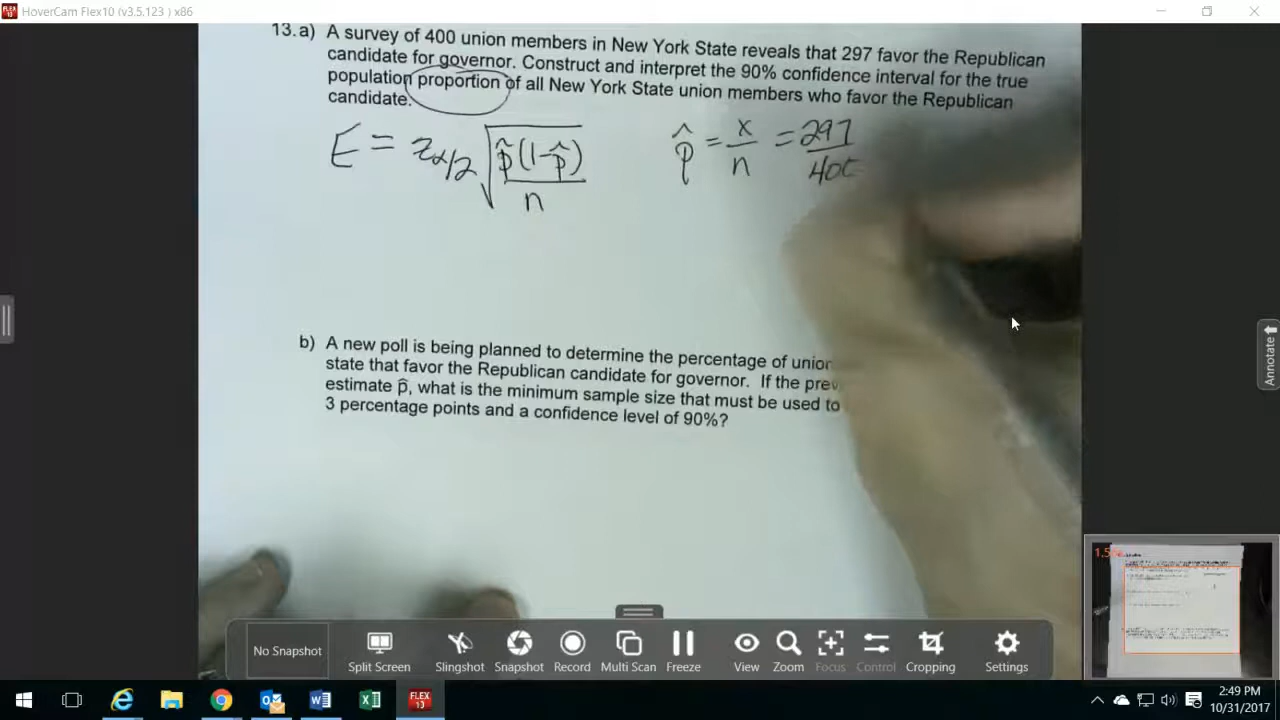 HoverCam Flex10 (v3.5.123 ) x86
13. a) A survey of 400 union members in New York State reveals that 297 favor the Republican
candidate for governor. Construct and interpret the 90% confidence interval for the true
population proportion of all New York State union members who favor the Republican
candidate.
E = z α/2 √ p̂(1-p̂) / n
p̂ = x/n = 297/400
b) A new poll is being planned to determine the percentage of union
state that favor the Republican candidate for governor. If the prev
estimate p̂, what is the minimum sample size that must be used to
3 percentage points and a confidence level of 90%?
Annotate
No Snapshot
Split Screen
Slingshot
Snapshot
Record
Multi Scan
Freeze
View
Zoom
Focus
Control
Cropping
Settings
FLEX
2:49 PM
10/31/2017